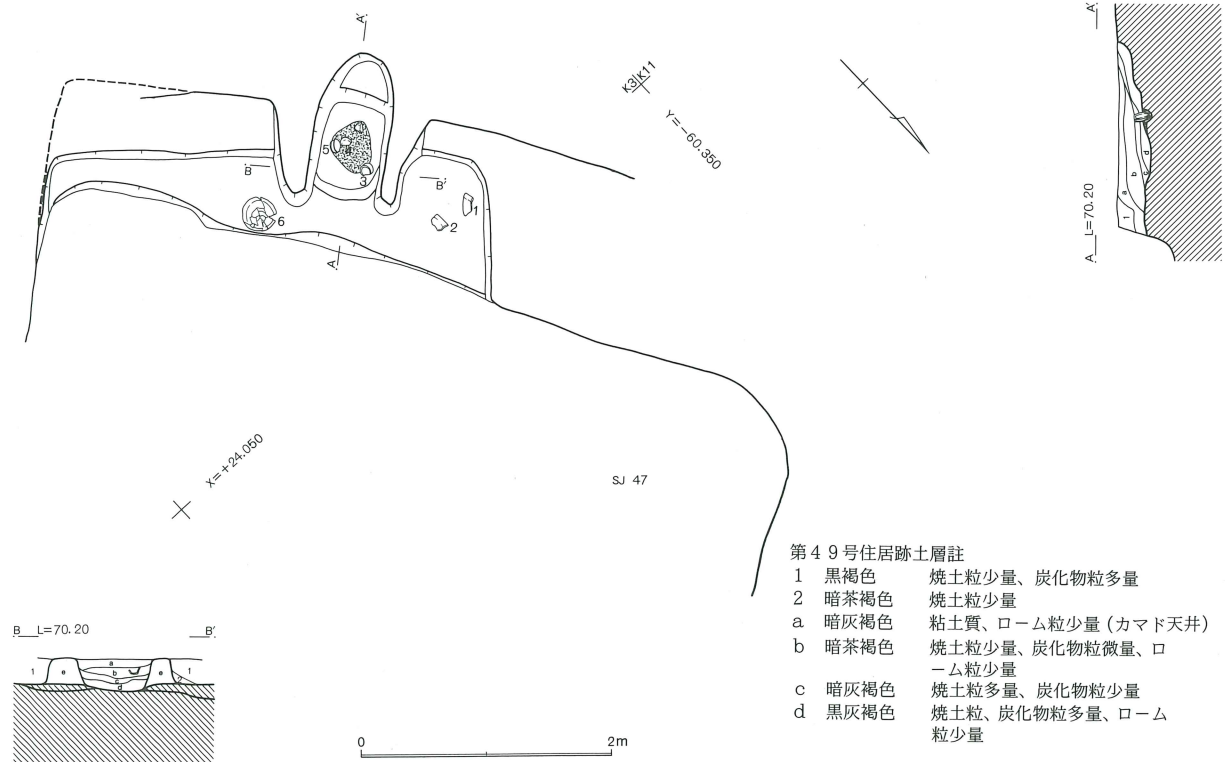 A′
K3 K11
Y=-60.350
A′
5
3
B
B′
6
1
2
A
a
b
c
d
1
A L=70.20
X=+24.050
SJ 47
B L=70.20 B′
1 e a b c d e 1
0 2m
第49号住居跡土層註
1 黒褐色 焼土粒少量、炭化物粒多量
2 暗茶褐色 焼土粒少量
a 暗灰褐色 粘土質、ローム粒少量（カマド天井）
b 暗茶褐色 焼土粒少量、炭化物粒微量、ロ
ーム粒少量
c 暗灰褐色 焼土粒多量、炭化物粒少量
d 黒灰褐色 焼土粒、炭化物粒多量、ローム
粒少量